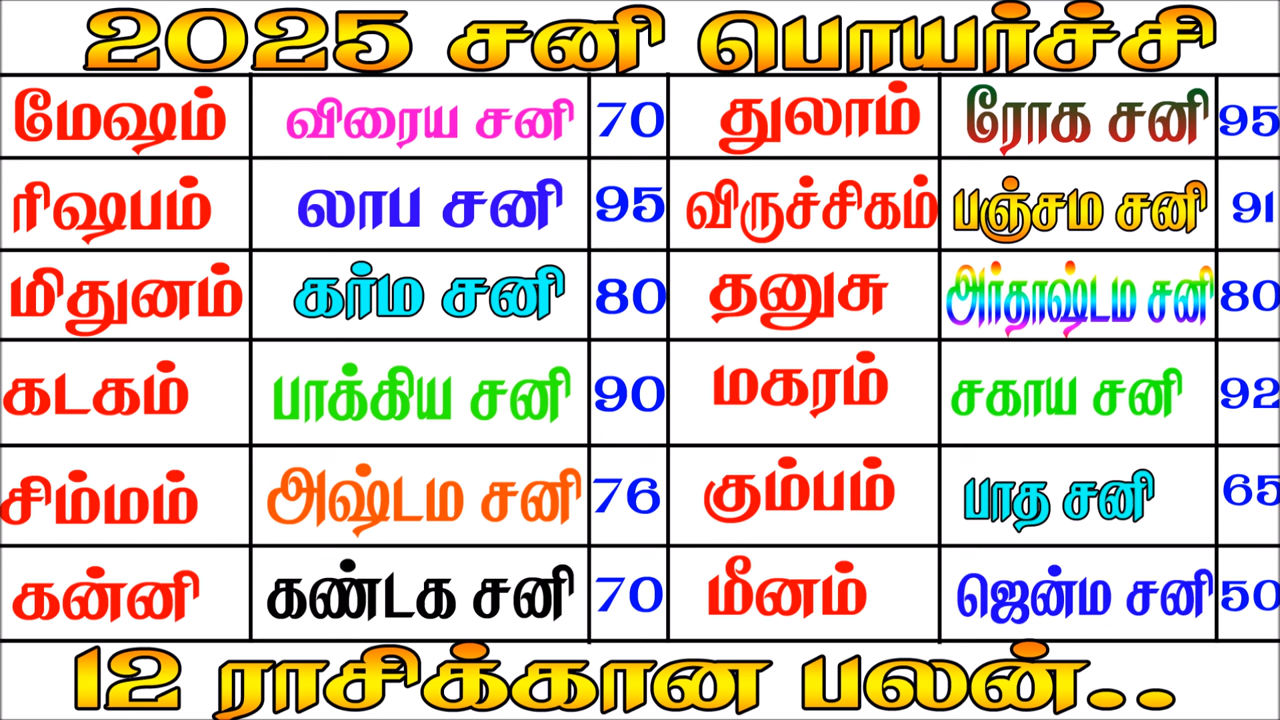 2025 சனி பொயர்ச்சி
மேஷம் விரைய சனி 70 துலாம் ரோக சனி 95
ரிஷபம் லாப சனி 95 விருச்சிகம் பஞ்சம சனி 91
மிதுனம் கர்ம சனி 80 தனுசு அர்தாஷ்டம சனி 80
கடகம் பாக்கிய சனி 90 மகரம் சகாய சனி 92
சிம்மம் அஷ்டம சனி 76 கும்பம் பாத சனி 65
கன்னி கண்டக சனி 70 மீனம் ஜென்ம சனி 50
12 ராசிக்கான பலன்..